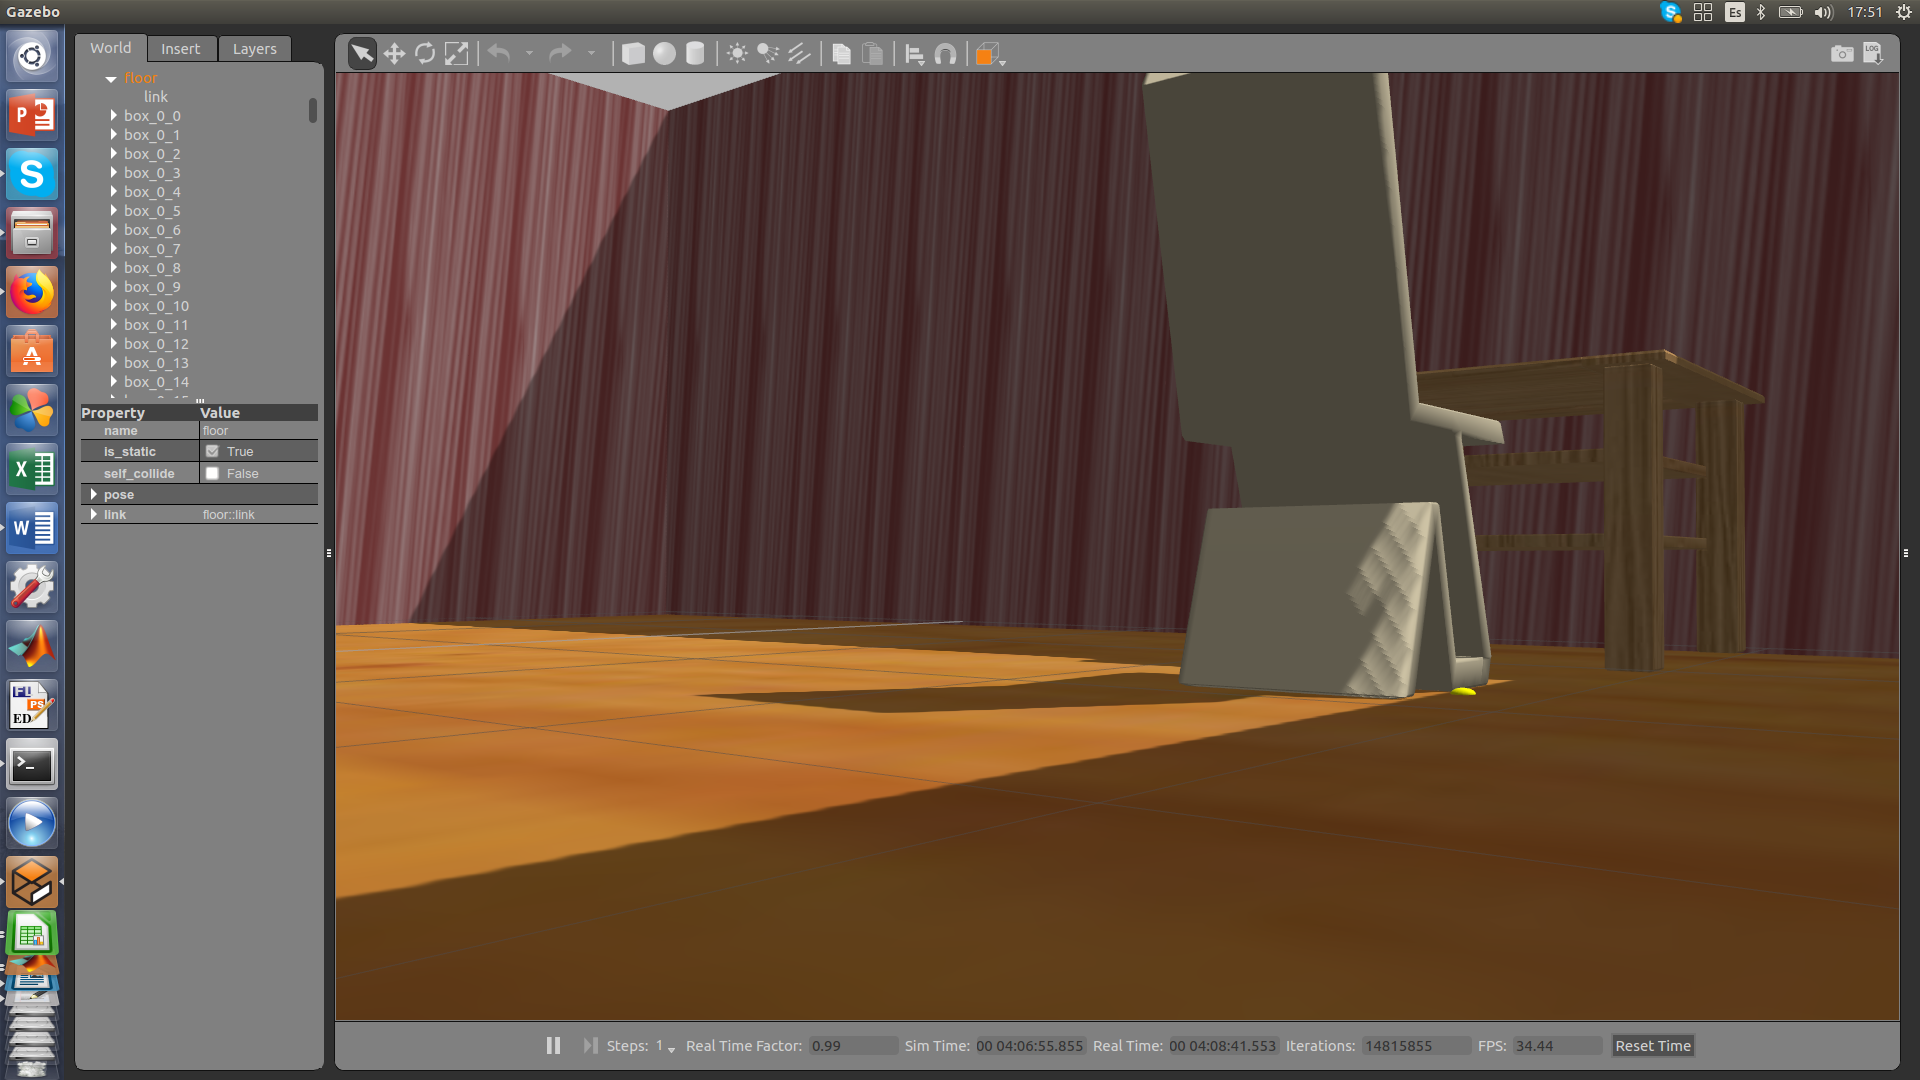 Gazebo
Es
17:51
World
Insert
Layers
LOG
floor
link
box_0_0
box_0_1
box_0_2
box_0_3
box_0_4
box_0_5
box_0_6
box_0_7
box_0_8
box_0_9
box_0_10
box_0_11
box_0_12
box_0_13
box_0_14
Property Value
name floor
is_static True
self_collide False
pose
link floor::link
Steps: 1 Real Time Factor: 0.99 Sim Time: 00 04:06:55.855 Real Time: 00 04:08:41.553 Iterations: 14815855 FPS: 34.44 Reset Time